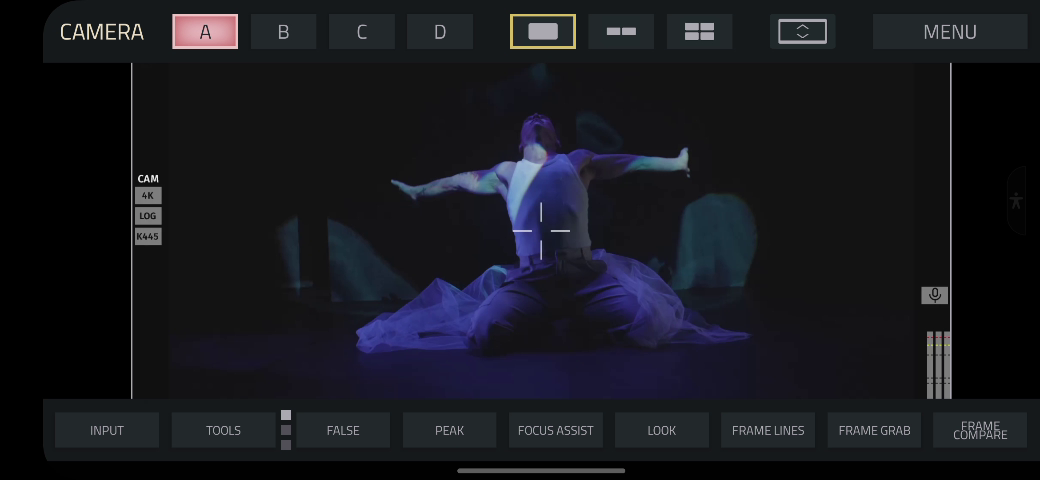 CAMERA A B C D MENU
CAM
4K
LOG
K445
INPUT TOOLS FALSE PEAK FOCUS ASSIST LOOK FRAME LINES FRAME GRAB FRAME COMPARE